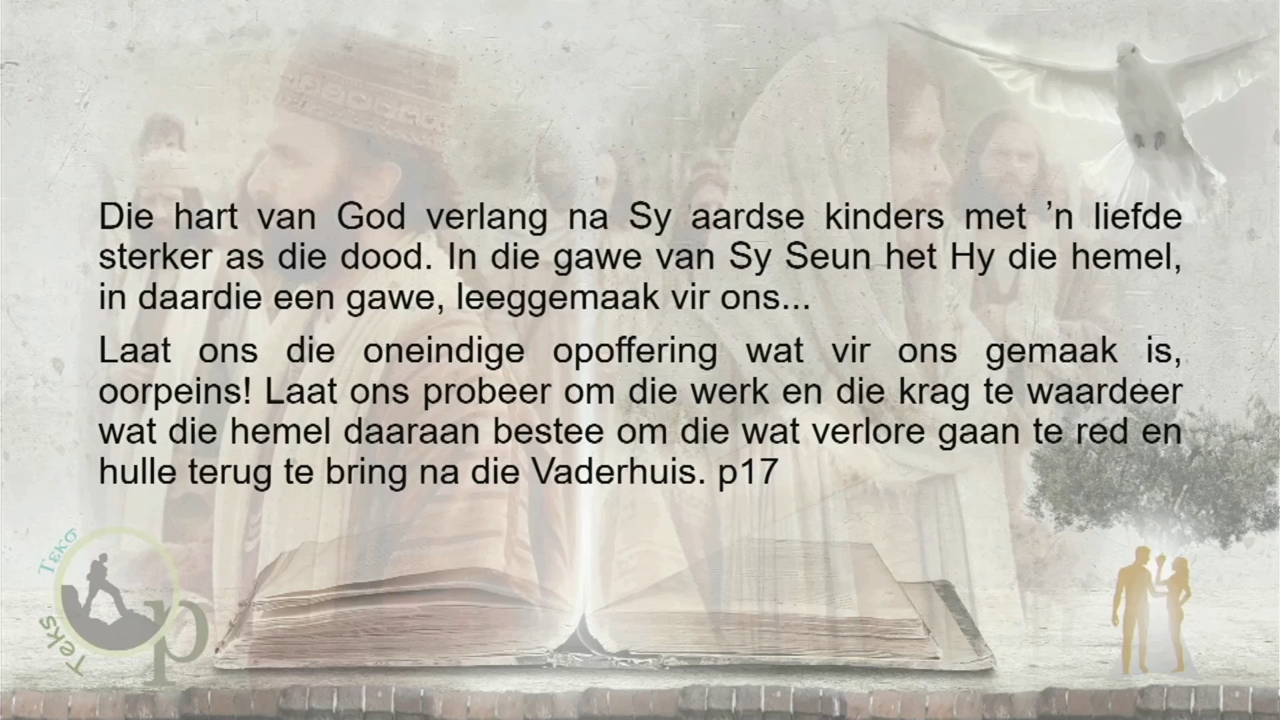 Die hart van God verlang na Sy aardse kinders met ’n liefde
sterker as die dood. In die gawe van Sy Seun het Hy die hemel,
in daardie een gawe, leeggemaak vir ons...
Laat ons die oneindige opoffering wat vir ons gemaak is,
oorpeins! Laat ons probeer om die werk en die krag te waardeer
wat die hemel daaraan bestee om die wat verlore gaan te red en
hulle terug te bring na die Vaderhuis. p17
Τεκσ
Teks
op